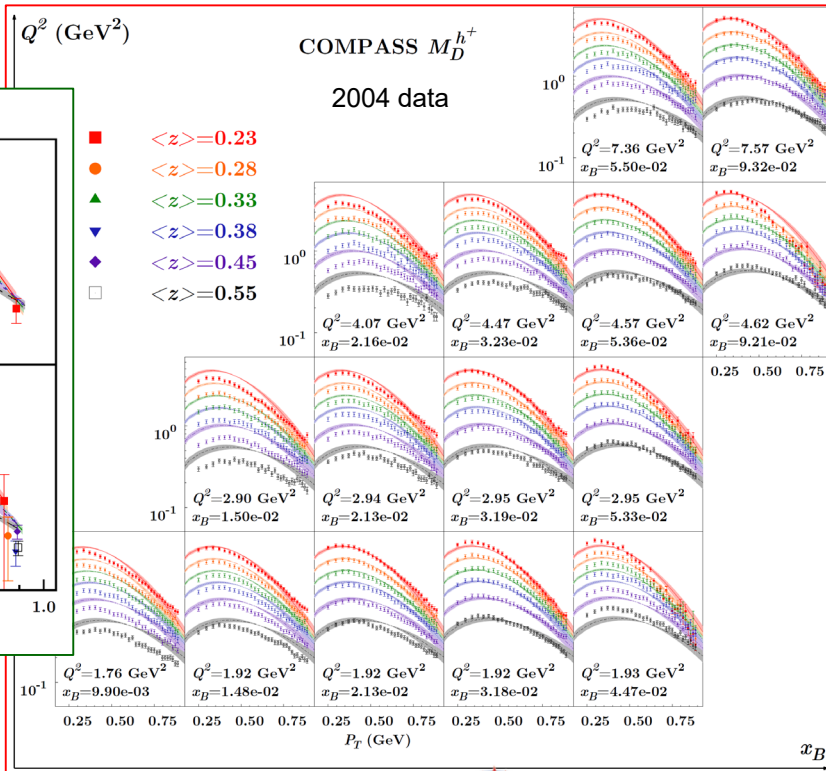 Q² (GeV²)
COMPASS M_D^{h⁺}
2004 data
<z>=0.23
<z>=0.28
<z>=0.33
<z>=0.38
<z>=0.45
<z>=0.55
10⁰
10⁻¹
Q²=7.36 GeV²
x_B=5.50e-02
Q²=7.57 GeV²
x_B=9.32e-02
10⁰
10⁻¹
Q²=4.07 GeV²
x_B=2.16e-02
Q²=4.47 GeV²
x_B=3.23e-02
Q²=4.57 GeV²
x_B=5.36e-02
Q²=4.62 GeV²
x_B=9.21e-02
0.25 0.50 0.75
10⁰
10⁻¹
Q²=2.90 GeV²
x_B=1.50e-02
Q²=2.94 GeV²
x_B=2.13e-02
Q²=2.95 GeV²
x_B=3.19e-02
Q²=2.95 GeV²
x_B=5.33e-02
1.0
10⁻¹
Q²=1.76 GeV²
x_B=9.90e-03
Q²=1.92 GeV²
x_B=1.48e-02
Q²=1.92 GeV²
x_B=2.13e-02
Q²=1.92 GeV²
x_B=3.18e-02
Q²=1.93 GeV²
x_B=4.47e-02
0.25 0.50 0.75 0.25 0.50 0.75 0.25 0.50 0.75 0.25 0.50 0.75 0.25 0.50 0.75
P_T (GeV)
x_B